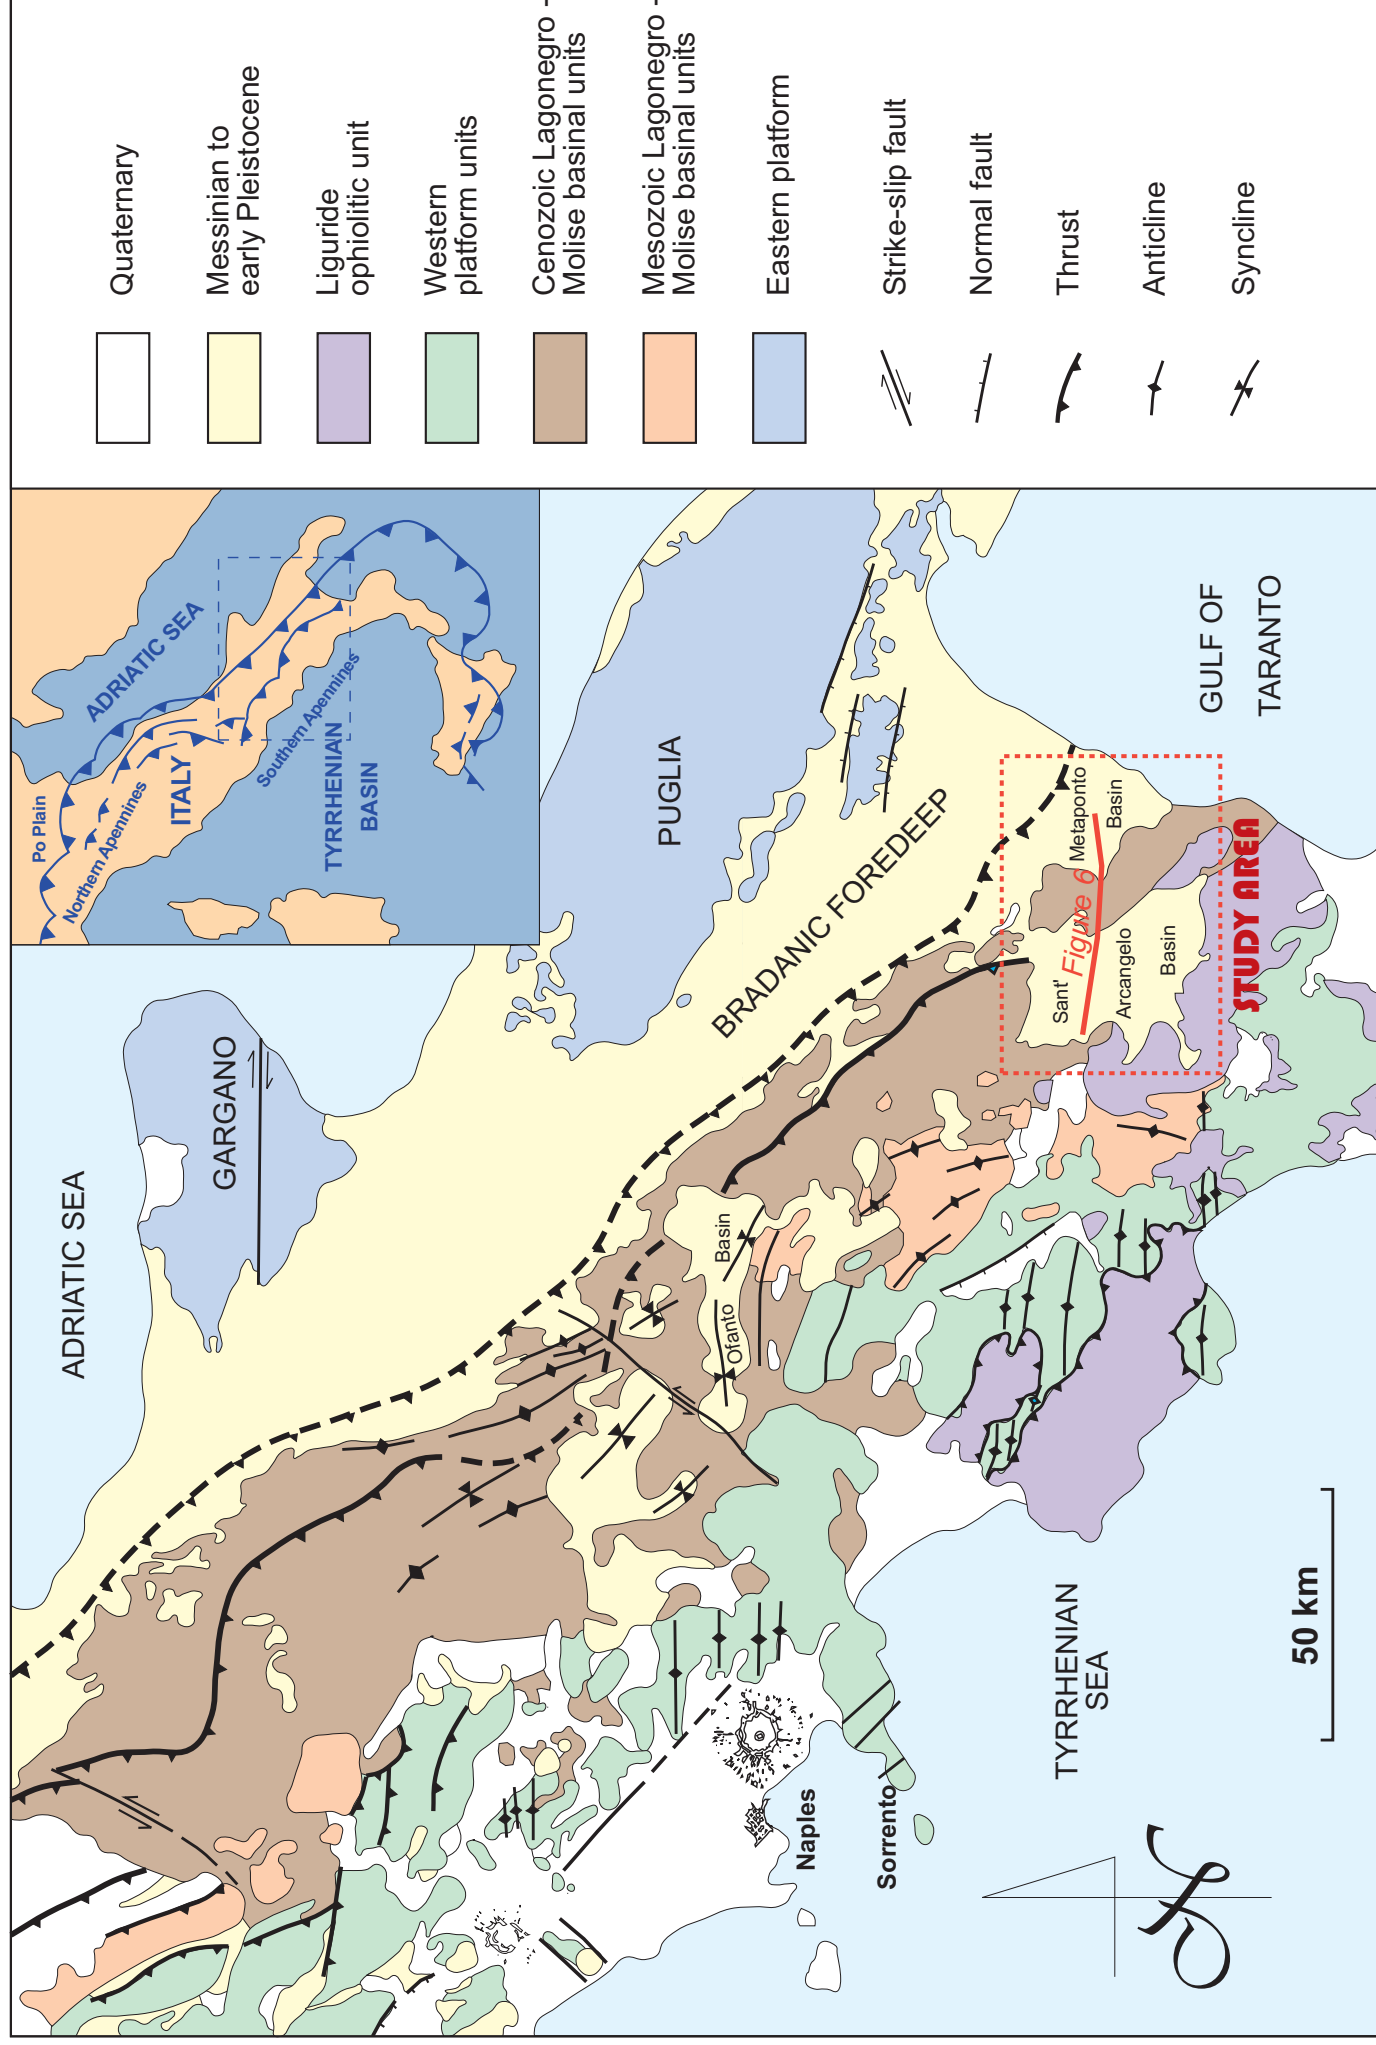 ADRIATIC SEA
GARGANO
PUGLIA
BRADANIC FOREDEEP
GULF OF
TARANTO
Metaponto
Basin
Figure 6
Sant'
Arcangelo
Basin
STUDY AREA
Ofanto
Basin
Naples
Sorrento
TYRRHENIAN
SEA
50 km
Po Plain
Northern Apennines
ADRIATIC SEA
ITALY
Southern Apennines
TYRRHENIAN
BASIN
Quaternary
Messinian to
early Pleistocene
Liguride
ophiolitic unit
Western
platform units
Cenozoic Lagonegro -
Molise basinal units
Mesozoic Lagonegro -
Molise basinal units
Eastern platform
Strike-slip fault
Normal fault
Thrust
Anticline
Syncline